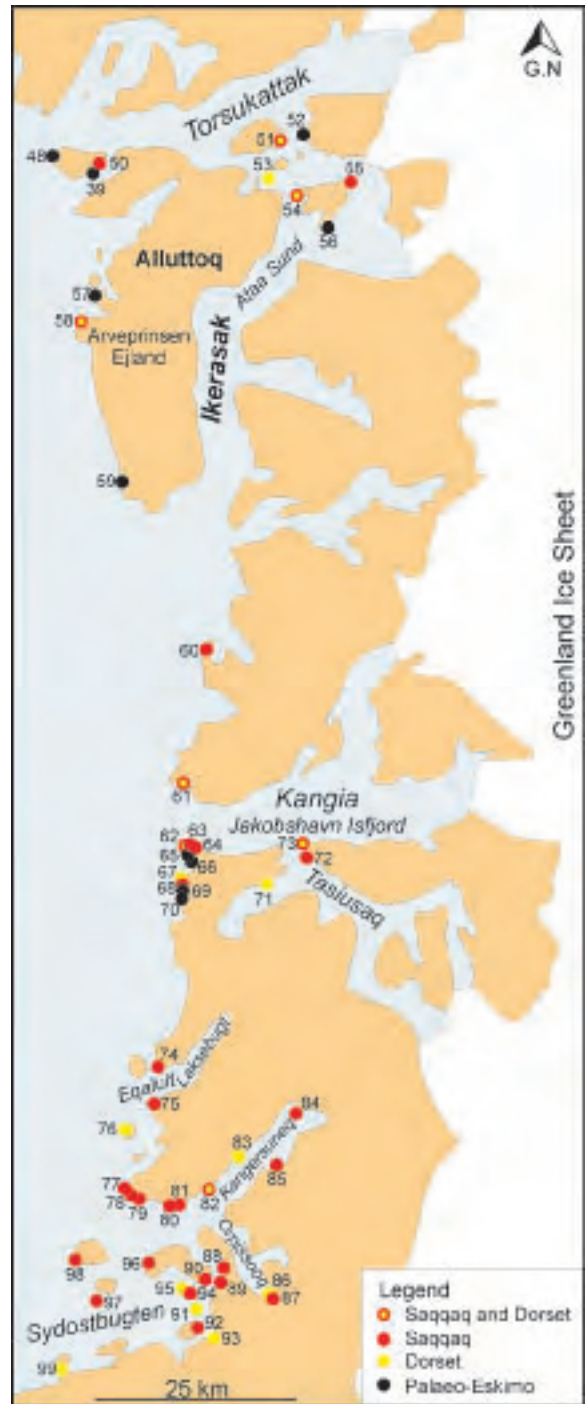 G.N
Torsukattak
52
51
48
50
39
53
55
54
56
Alluttoq
Ataa Sund
57
58
Arveprinsen
Ejland
Ikerasak
59
Greenland Ice Sheet
60
61
Kangia
Jakobshavn Isfjord
62
63
64
65
66
67
68
69
70
73
72
71
Tasiusaq
74
Eqaluit
Laksebugt
75
76
84
83
Kangersuneq
85
77
78
79
81
80
82
Orpissooq
98
96
88
90
89
86
87
95
94
97
91
92
93
Sydostbugten
99
25 km
Legend
Saqqaq and Dorset
Saqqaq
Dorset
Palaeo-Eskimo